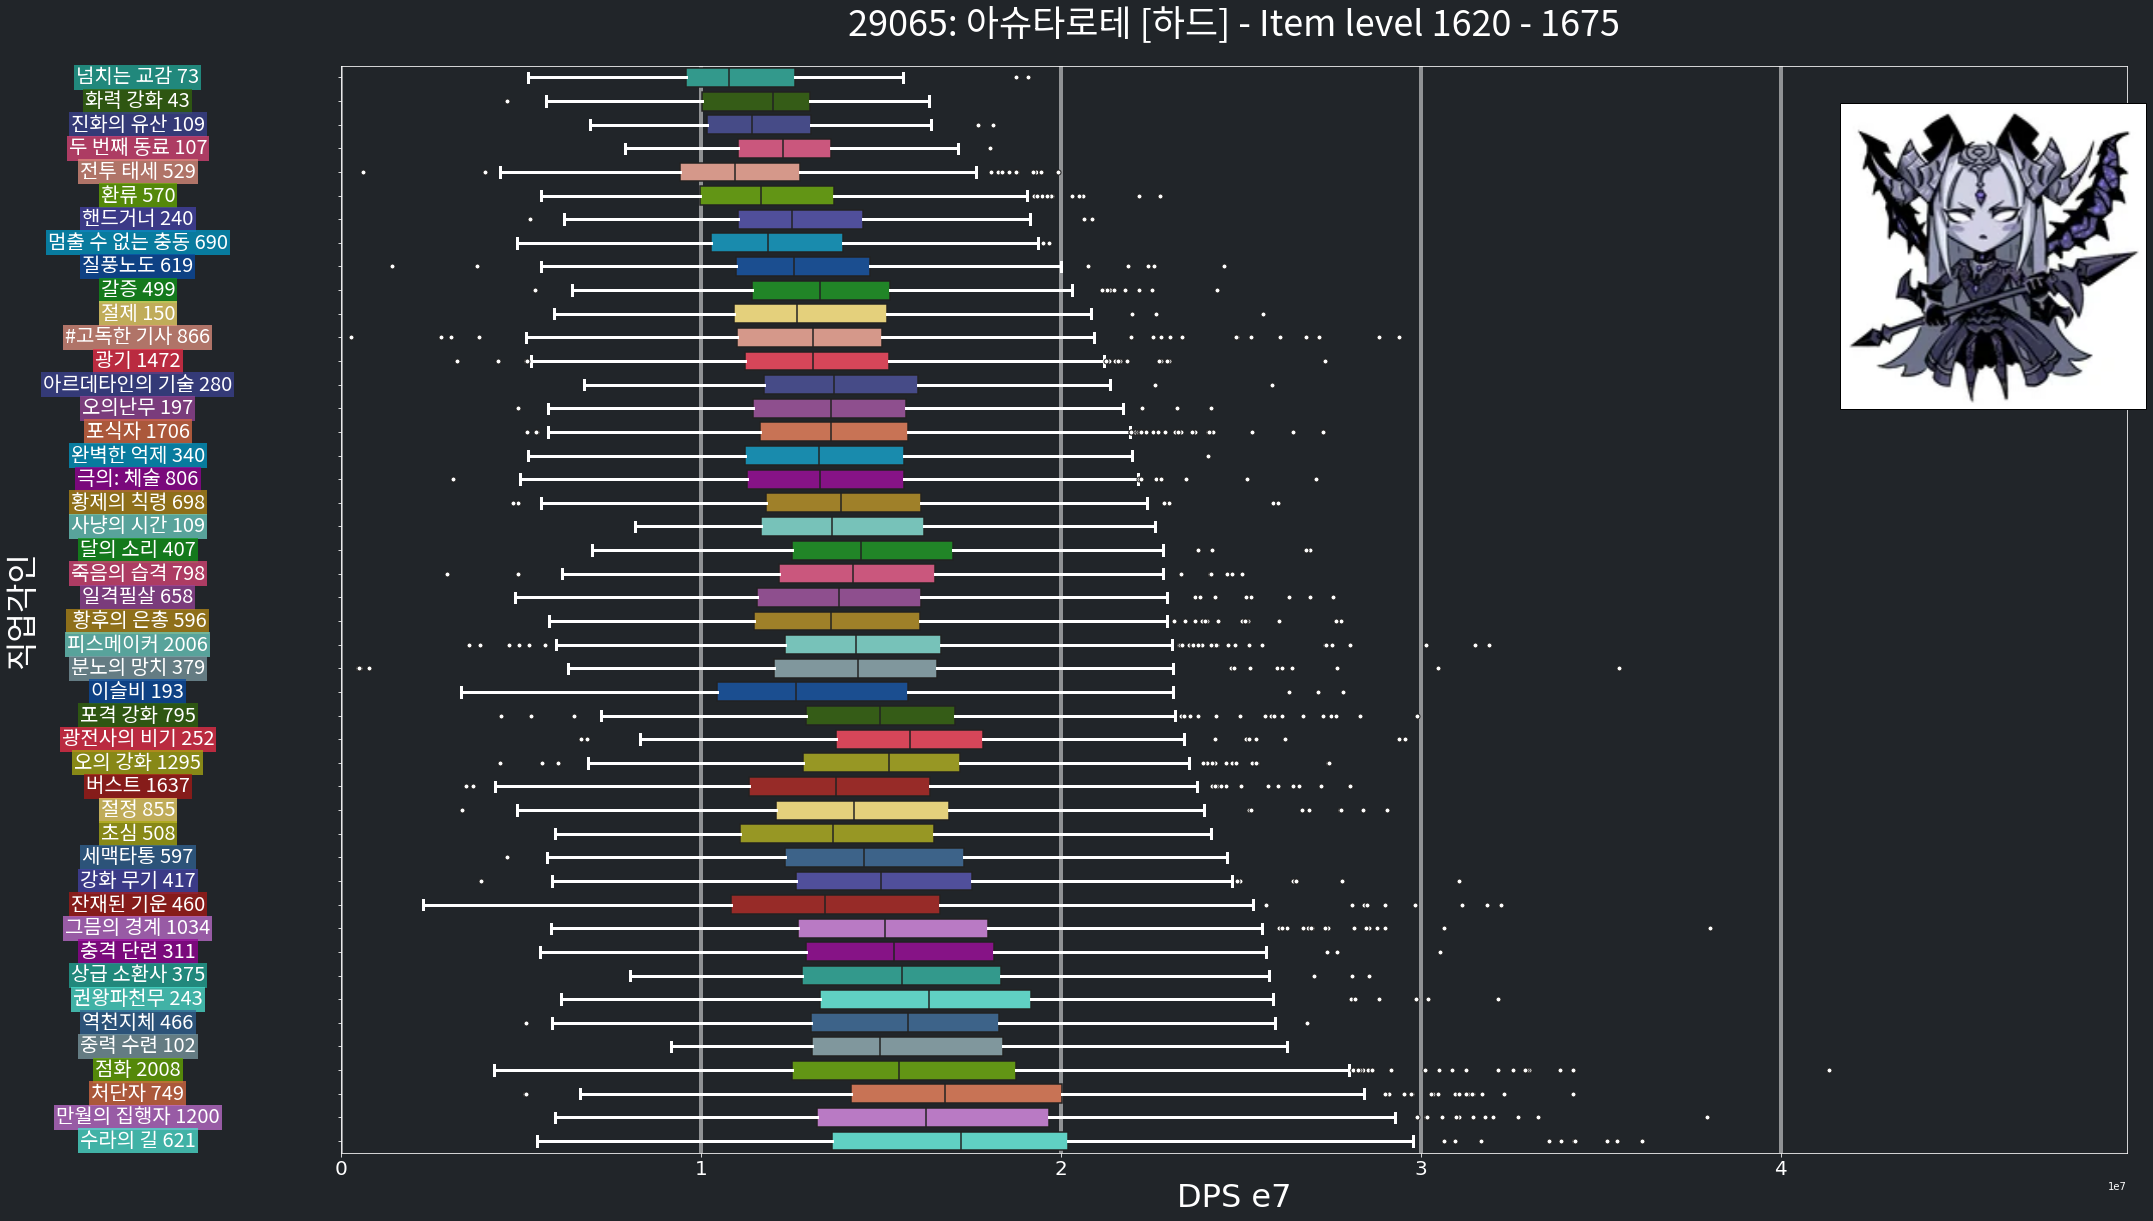 29065: 아슈타로테 [하드] - Item level 1620 - 1675
직업각인
넘치는 교감 73
화력 강화 43
진화의 유산 109
두 번째 동료 107
전투 태세 529
환류 570
핸드거너 240
멈출 수 없는 충동 690
질풍노도 619
갈증 499
절제 150
#고독한 기사 866
광기 1472
아르데타인의 기술 280
오의난무 197
포식자 1706
완벽한 억제 340
극의: 체술 806
황제의 칙령 698
사냥의 시간 109
달의 소리 407
죽음의 습격 798
일격필살 658
황후의 은총 596
피스메이커 2006
분노의 망치 379
이슬비 193
포격 강화 795
광전사의 비기 252
오의 강화 1295
버스트 1637
절정 855
초심 508
세맥타통 597
강화 무기 417
잔재된 기운 460
그믐의 경계 1034
충격 단련 311
상급 소환사 375
권왕파천무 243
역천지체 466
중력 수련 102
점화 2008
처단자 749
만월의 집행자 1200
수라의 길 621
0 1 2 3 4
DPS e7
1e7